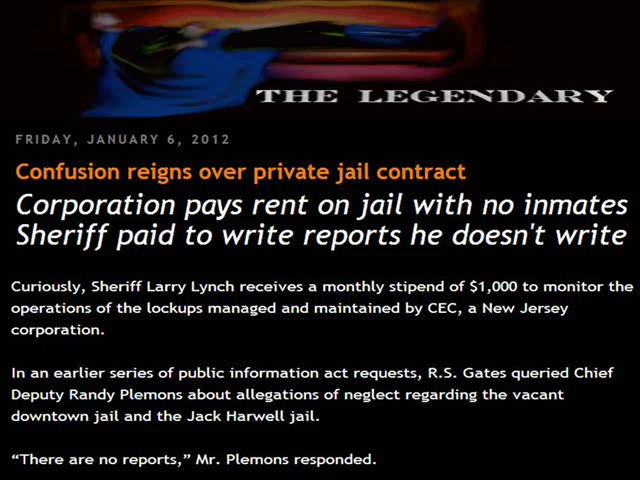 THE LEGENDARY
FRIDAY, JANUARY 6, 2012
Confusion reigns over private jail contract
Corporation pays rent on jail with no inmates
Sheriff paid to write reports he doesn't write
Curiously, Sheriff Larry Lynch receives a monthly stipend of $1,000 to monitor the
operations of the lockups managed and maintained by CEC, a New Jersey
corporation.
In an earlier series of public information act requests, R.S. Gates queried Chief
Deputy Randy Plemons about allegations of neglect regarding the vacant
downtown jail and the Jack Harwell jail.
“There are no reports,” Mr. Plemons responded.